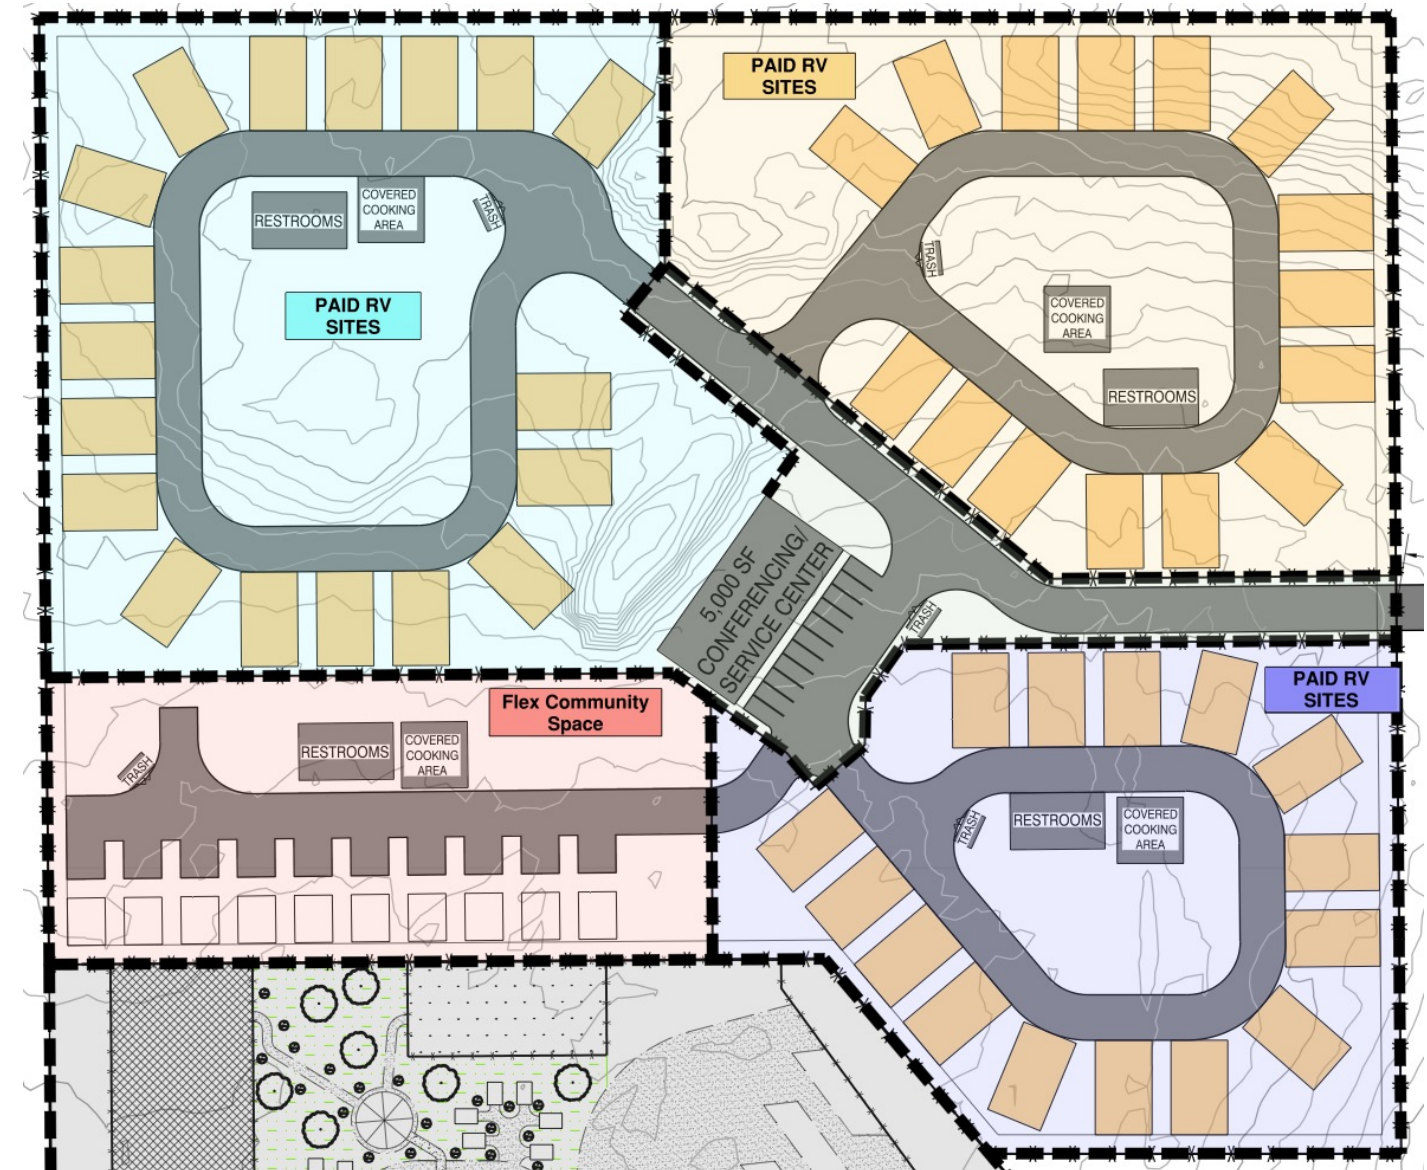 PAID RV
SITES
RESTROOMS
COVERED
COOKING
AREA
TRASH
PAID RV
SITES
TRASH
COVERED
COOKING
AREA
RESTROOMS
5,000 SF
CONFERENCING/
SERVICE CENTER
TRASH
Flex Community
Space
TRASH
RESTROOMS
COVERED
COOKING
AREA
PAID RV
SITES
TRASH
RESTROOMS
COVERED
COOKING
AREA